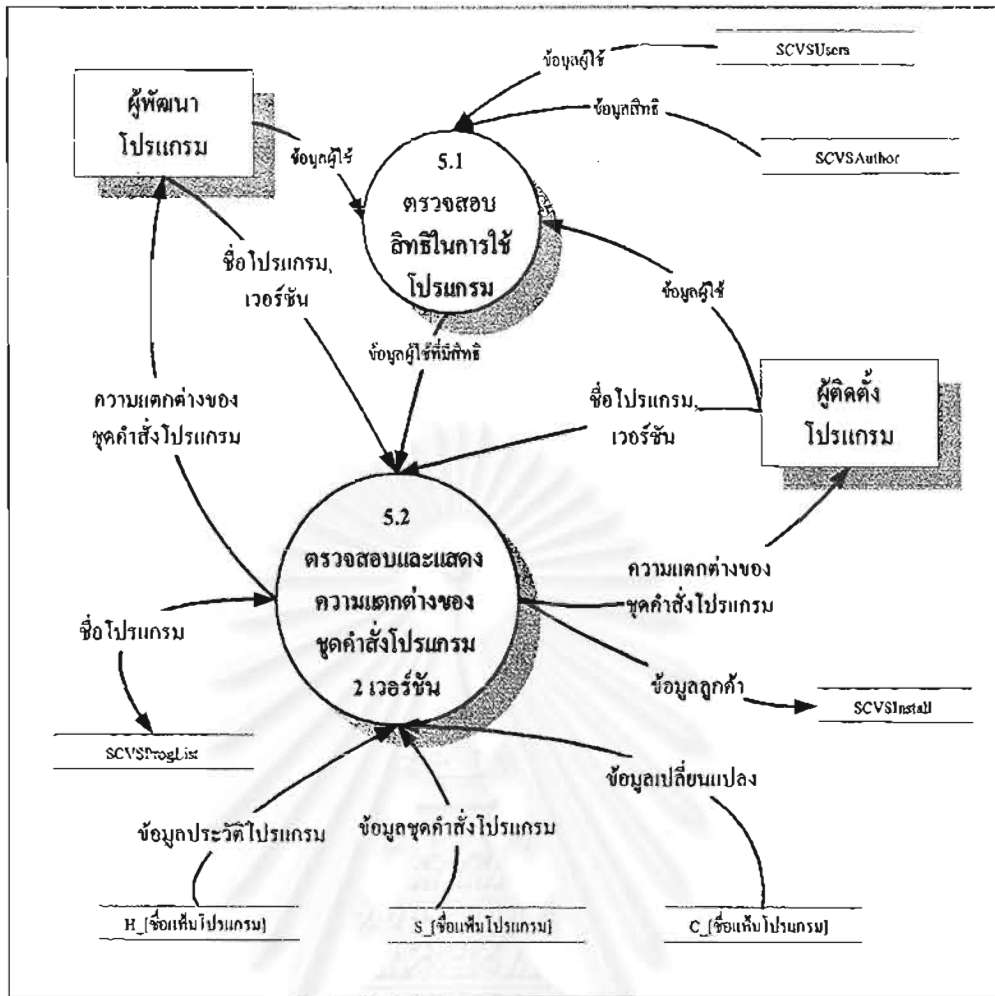 SCVSUsers
ข้อมูลผู้ใช้
ผู้พัฒนา
โปรแกรม
ข้อมูลสิทธิ
SCVSAuthor
ข้อมูลผู้ใช้
5.1
ตรวจสอบ
สิทธิในการใช้
โปรแกรม
ชื่อโปรแกรม,
เวอร์ชัน
ข้อมูลผู้ใช้
ข้อมูลผู้ใช้ที่มีสิทธิ
ความแตกต่างของ
ชุดคำสั่งโปรแกรม
ชื่อโปรแกรม,
เวอร์ชัน
ผู้ติดตั้ง
โปรแกรม
5.2
ตรวจสอบและแสดง
ความแตกต่างของ
ชุดคำสั่งโปรแกรม
2 เวอร์ชัน
ความแตกต่างของ
ชุดคำสั่งโปรแกรม
ชื่อโปรแกรม
ข้อมูลลูกค้า
SCVSInstall
SCVSProgList
ข้อมูลเปลี่ยนแปลง
ข้อมูลประวัติโปรแกรม
ข้อมูลชุดคำสั่งโปรแกรม
H_[ชื่อแฟ้มโปรแกรม]
S_[ชื่อแฟ้มโปรแกรม]
C_[ชื่อแฟ้มโปรแกรม]